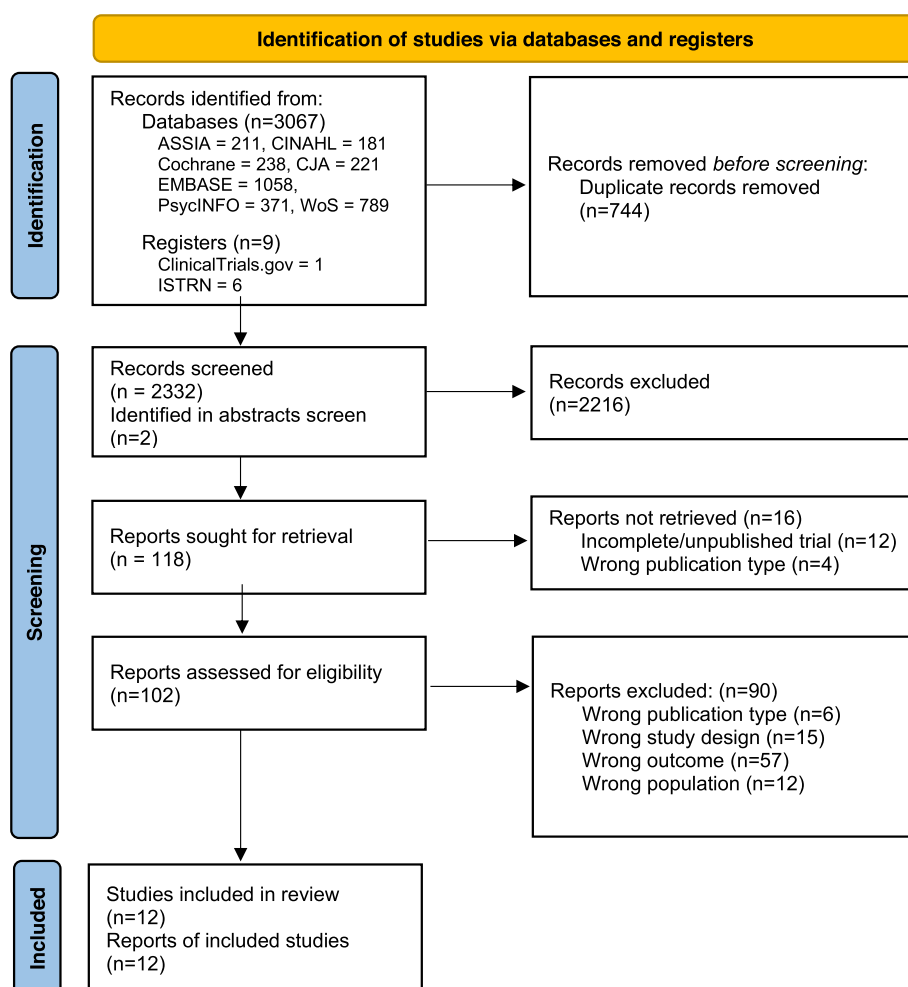 Identification of studies via databases and registers
Identification
Records identified from:
Databases (n=3067)
ASSIA = 211, CINAHL = 181
Cochrane = 238, CJA = 221
EMBASE = 1058,
PsycINFO = 371, WoS = 789
Registers (n=9)
ClinicalTrials.gov = 1
ISTRN = 6
Records removed before screening:
Duplicate records removed
(n=744)
Screening
Records screened
(n = 2332)
Identified in abstracts screen
(n=2)
Records excluded
(n=2216)
Reports sought for retrieval
(n = 118)
Reports not retrieved (n=16)
Incomplete/unpublished trial (n=12)
Wrong publication type (n=4)
Reports assessed for eligibility
(n=102)
Reports excluded: (n=90)
Wrong publication type (n=6)
Wrong study design (n=15)
Wrong outcome (n=57)
Wrong population (n=12)
Included
Studies included in review
(n=12)
Reports of included studies
(n=12)